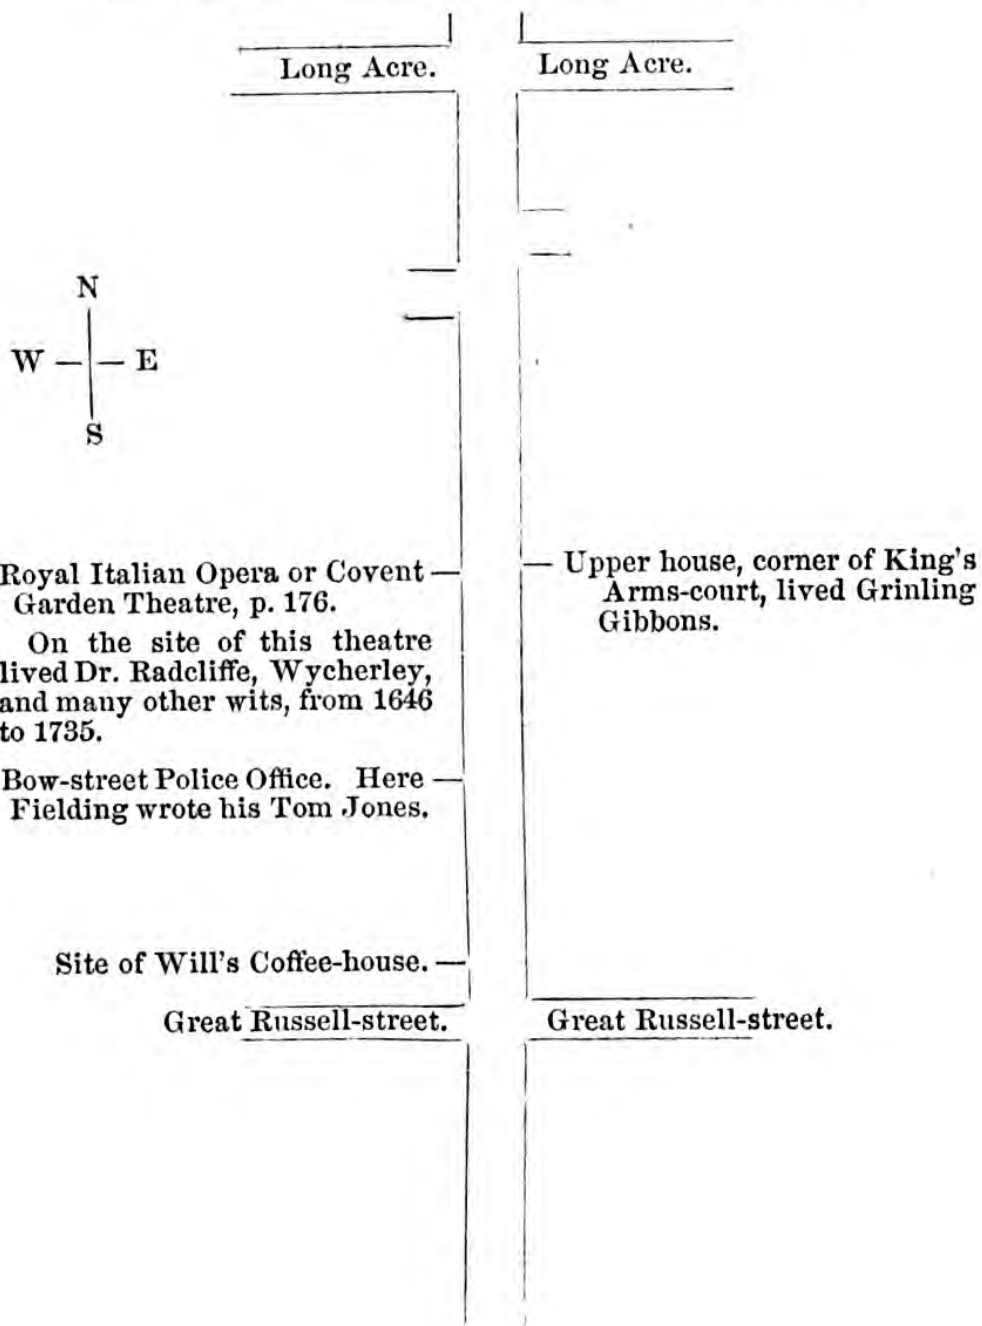 Long Acre.
Long Acre.
N
W E
S
Royal Italian Opera or Covent
Garden Theatre, p. 176.
On the site of this theatre
lived Dr. Radcliffe, Wycherley,
and many other wits, from 1646
to 1735.
Upper house, corner of King's
Arms-court, lived Grinling
Gibbons.
Bow-street Police Office. Here
Fielding wrote his Tom Jones.
Site of Will's Coffee-house.
Great Russell-street.
Great Russell-street.